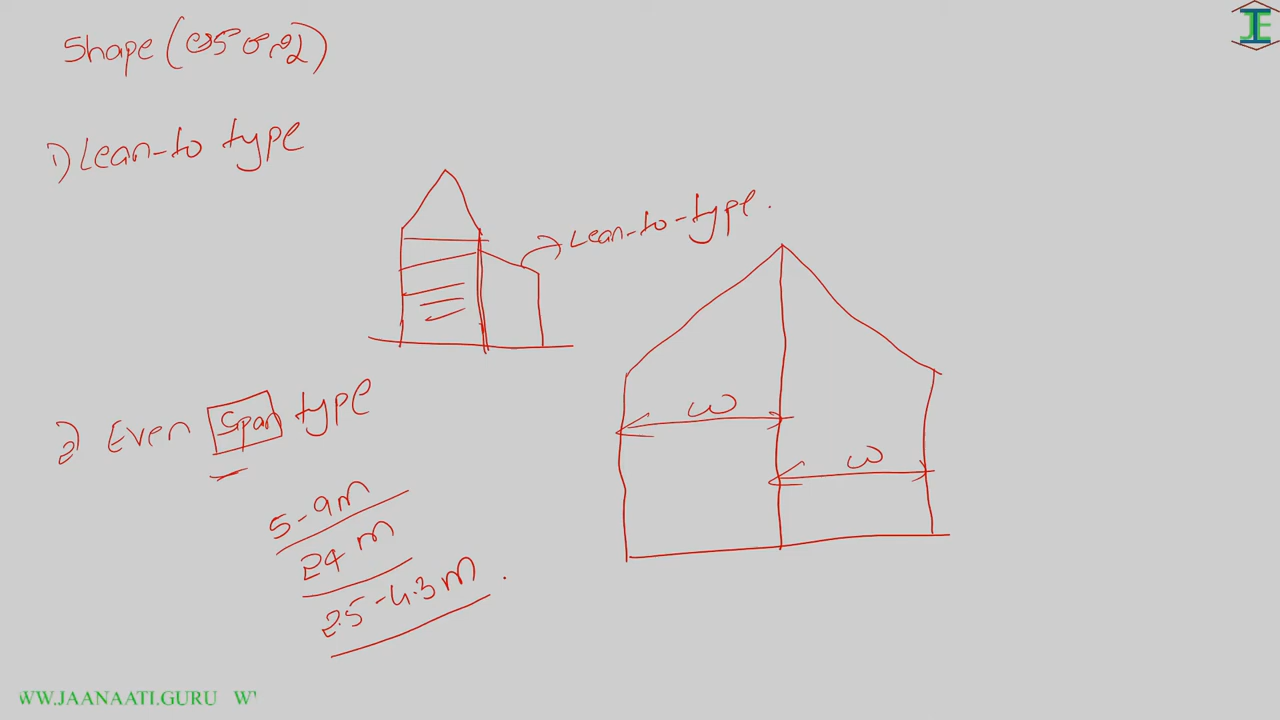 Shape (
1) Lean-to type
Lean-to-type.
2) Even Span type
w
w
5-9m
24 m
2.5-4.3m.
WW.JAANAATI.GURU W
JE